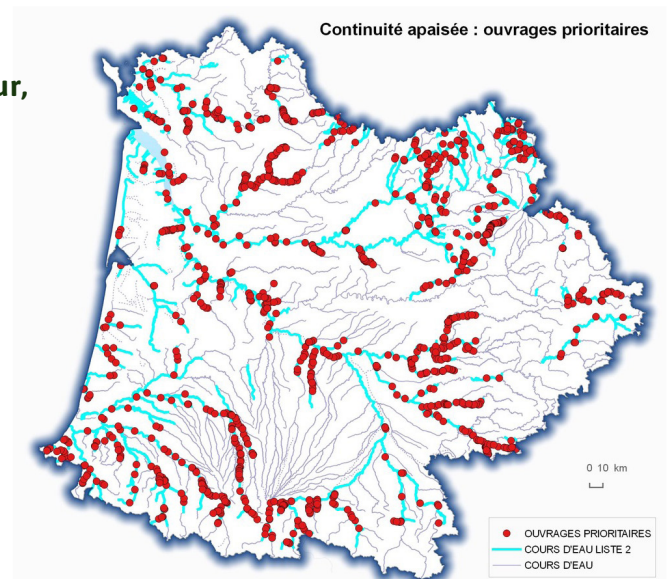 Continuité apaisée : ouvrages prioritaires
ur,
0 10 km
OUVRAGES PRIORITAIRES
COURS D'EAU LISTE 2
COURS D'EAU